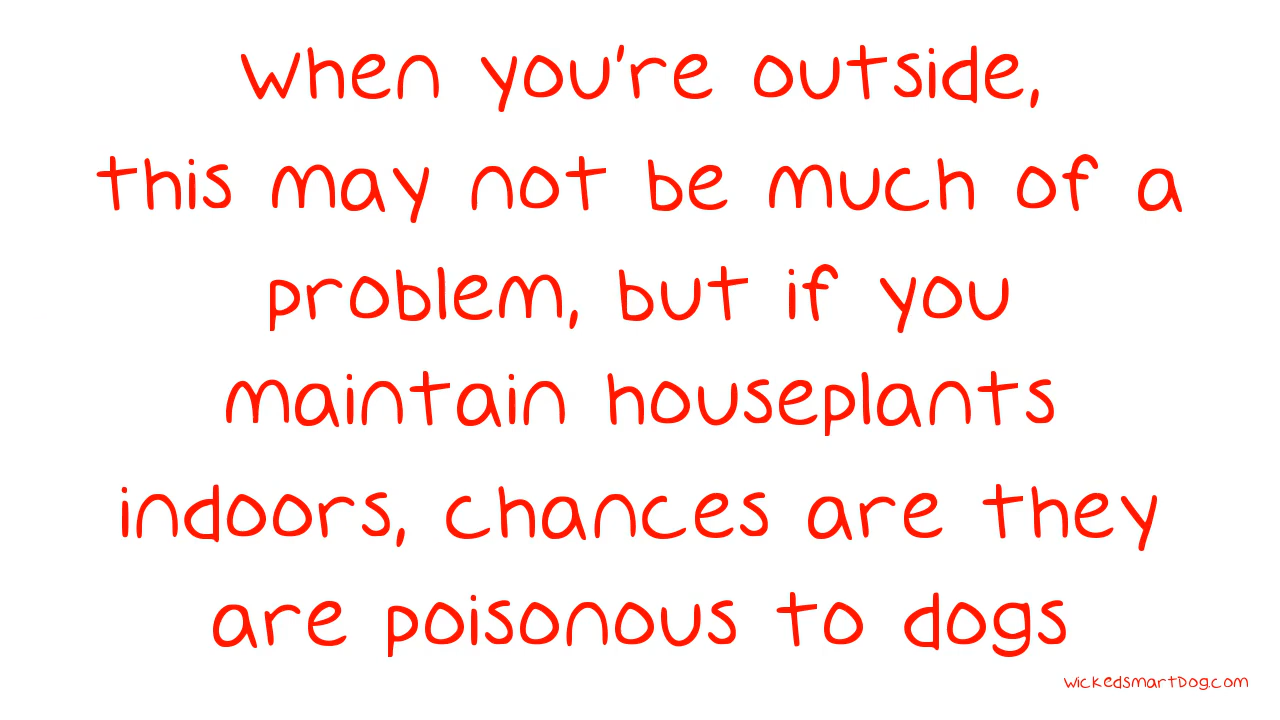 When you're outside,
this may not be much of a
problem, but if you
maintain houseplants
indoors, chances are they
are poisonous to dogs
wickedsmartDog.com